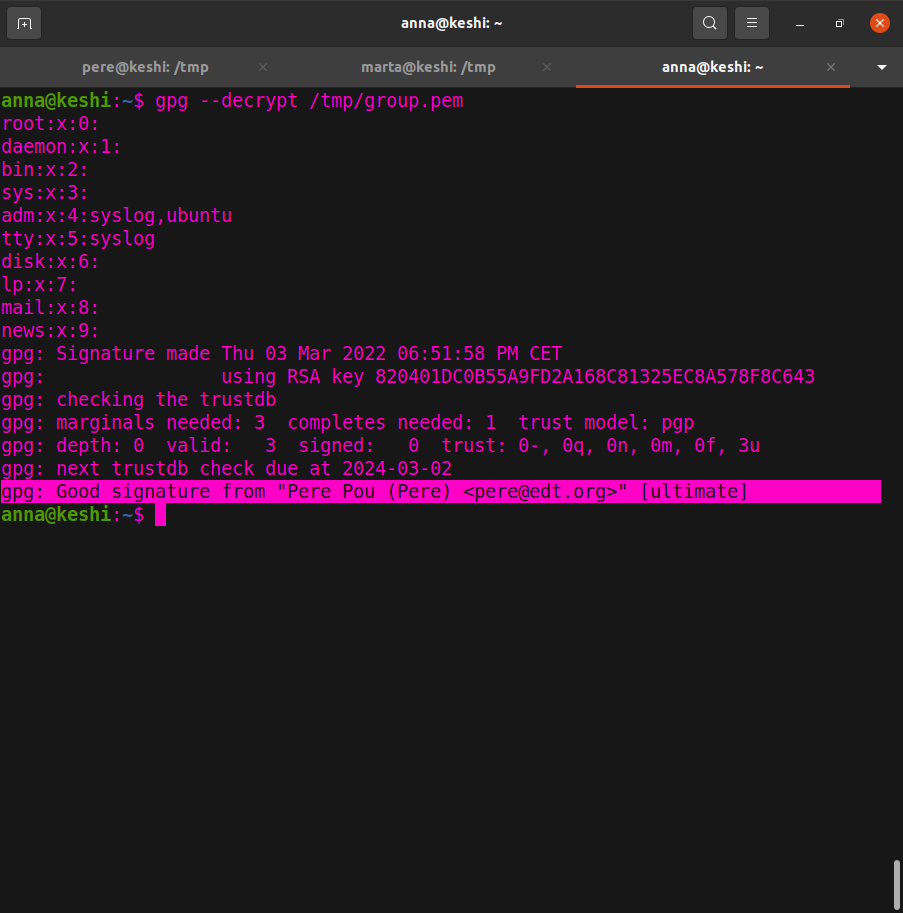 anna@keshi: ~
pere@keshi: /tmp
marta@keshi: /tmp
anna@keshi: ~
anna@keshi:~$ gpg --decrypt /tmp/group.pem
root:x:0:
daemon:x:1:
bin:x:2:
sys:x:3:
adm:x:4:syslog,ubuntu
tty:x:5:syslog
disk:x:6:
lp:x:7:
mail:x:8:
news:x:9:
gpg: Signature made Thu 03 Mar 2022 06:51:58 PM CET
gpg:                using RSA key 820401DC0B55A9FD2A168C81325EC8A578F8C643
gpg: checking the trustdb
gpg: marginals needed: 3  completes needed: 1  trust model: pgp
gpg: depth: 0  valid:   3  signed:   0  trust: 0-, 0q, 0n, 0m, 0f, 3u
gpg: next trustdb check due at 2024-03-02
gpg: Good signature from "Pere Pou (Pere) <pere@edt.org>" [ultimate]
anna@keshi:~$